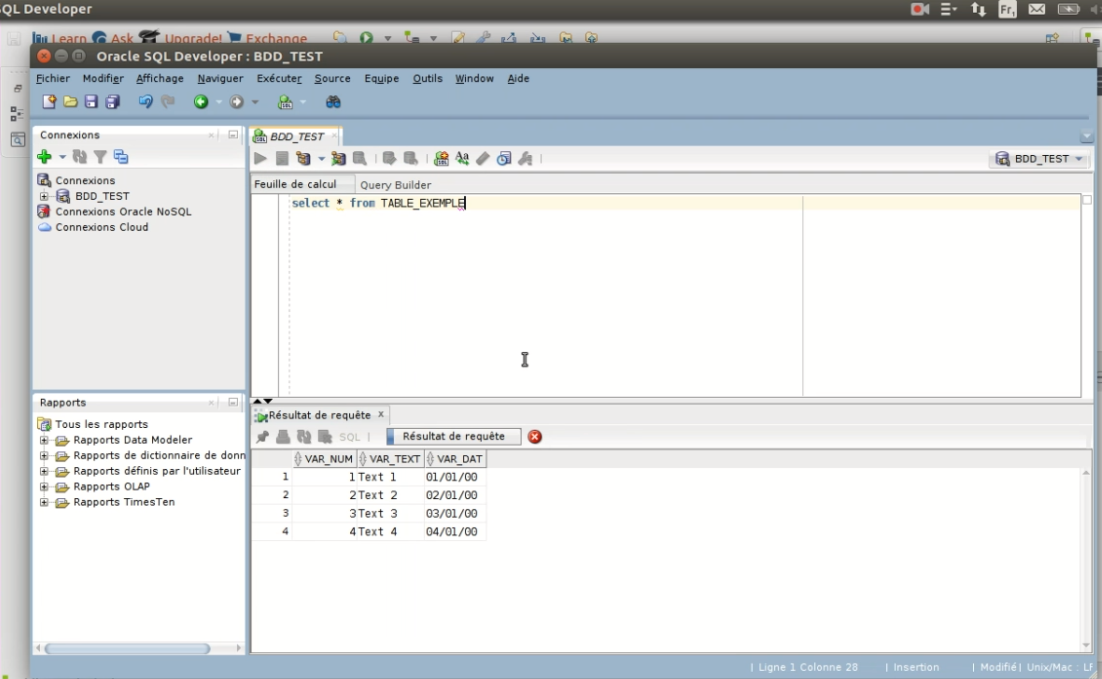 SQL Developer
Fr
Learn Ask Upgrade! Exchange
Oracle SQL Developer : BDD_TEST
Fichier Modifier Affichage Naviguer Exécuter Source Equipe Outils Window Aide
Connexions
BDD_TEST
BDD_TEST
Connexions
BDD_TEST
Connexions Oracle NoSQL
Connexions Cloud
Feuille de calcul Query Builder
select * from TABLE_EXEMPLE
Rapports
Tous les rapports
Rapports Data Modeler
Rapports de dictionnaire de donn
Rapports définis par l'utilisateur
Rapports OLAP
Rapports TimesTen
Résultat de requête x
SQL | Résultat de requête
VAR_NUM VAR_TEXT VAR_DAT
1 1 Text 1 01/01/00
2 2 Text 2 02/01/00
3 3 Text 3 03/01/00
4 4 Text 4 04/01/00
| Ligne 1 Colonne 28 | Insertion | Modifié | Unix/Mac : LF